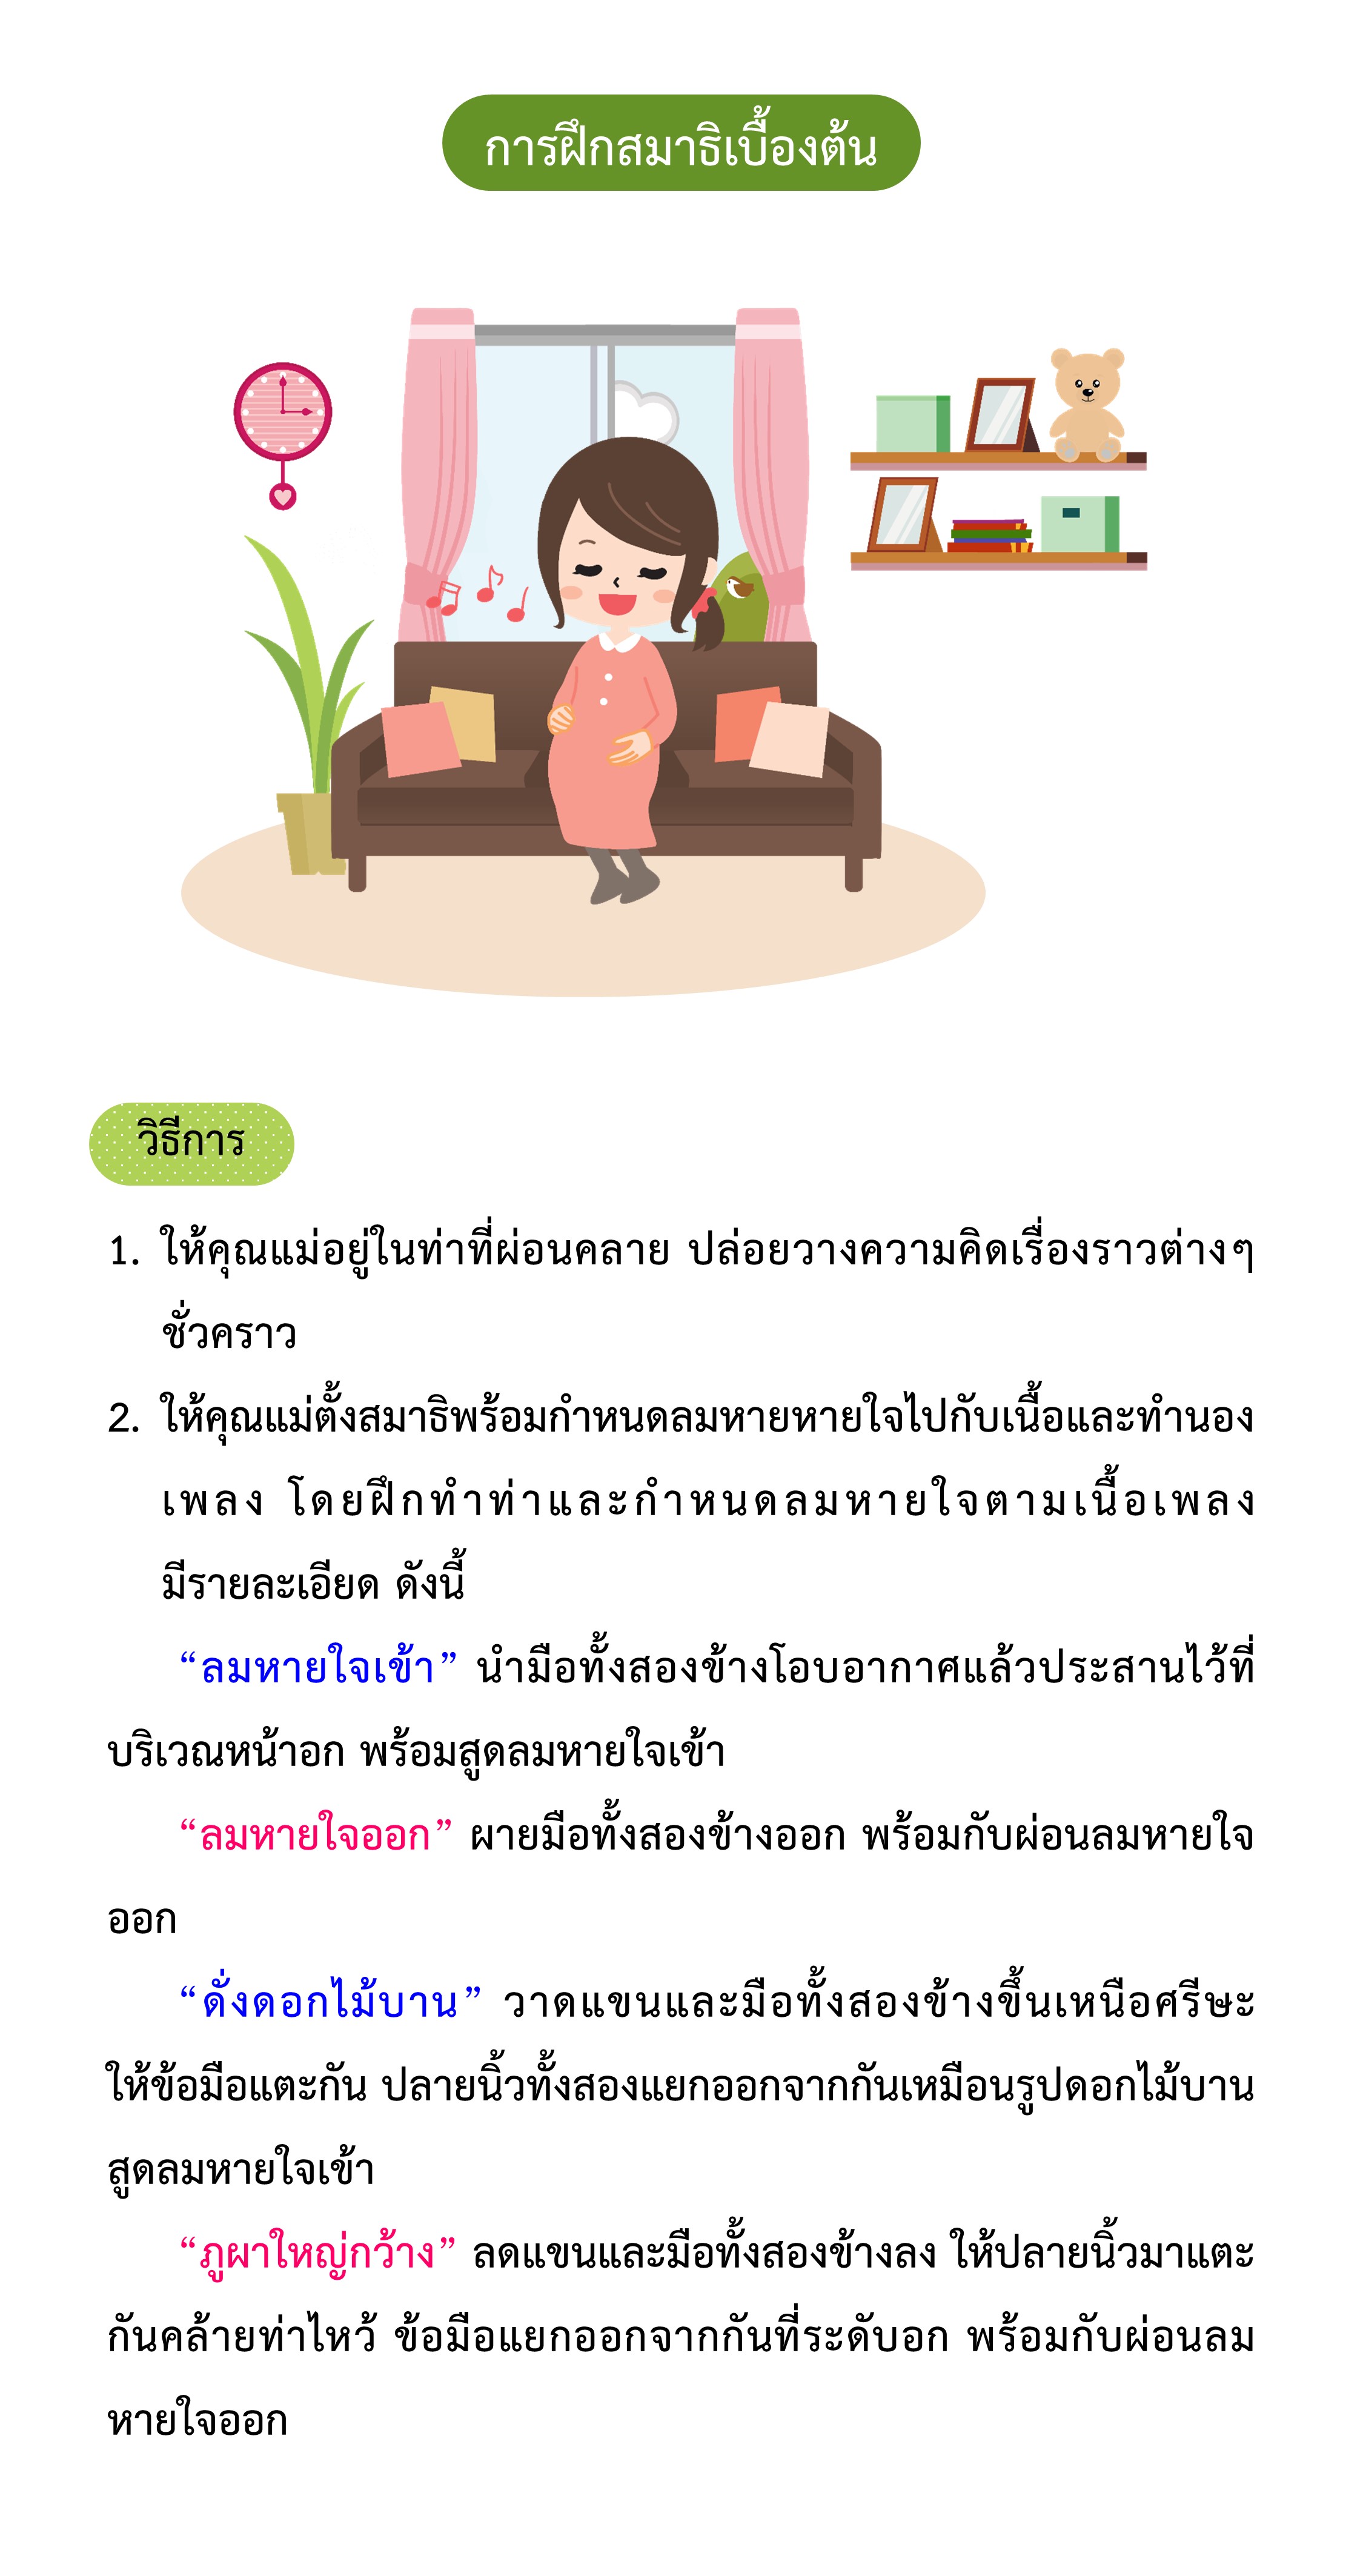 การฝึกสมาธิเบื้องต้น
วิธีการ
1. ให้คุณแม่อยู่ในท่าที่ผ่อนคลาย ปล่อยวางความคิดเรื่องราวต่างๆ
ชั่วคราว
2. ให้คุณแม่ตั้งสมาธิพร้อมกำหนดลมหายหายใจไปกับเนื้อและทำนอง
เพลง โดยฝึกทำท่าและกำหนดลมหายใจตามเนื้อเพลง
มีรายละเอียด ดังนี้
“ลมหายใจเข้า” นำมือทั้งสองข้างโอบอากาศแล้วประสานไว้ที่
บริเวณหน้าอก พร้อมสูดลมหายใจเข้า
“ลมหายใจออก” ผายมือทั้งสองข้างออก พร้อมกับผ่อนลมหายใจ
ออก
“ดั่งดอกไม้บาน” วาดแขนและมือทั้งสองข้างขึ้นเหนือศรีษะ
ให้ข้อมือแตะกัน ปลายนิ้วทั้งสองแยกออกจากกันเหมือนรูปดอกไม้บาน
สูดลมหายใจเข้า
“ภูผาใหญ่กว้าง” ลดแขนและมือทั้งสองข้างลง ให้ปลายนิ้วมาแตะ
กันคล้ายท่าไหว้ ข้อมือแยกออกจากกันที่ระดับอก พร้อมกับผ่อนลม
หายใจออก